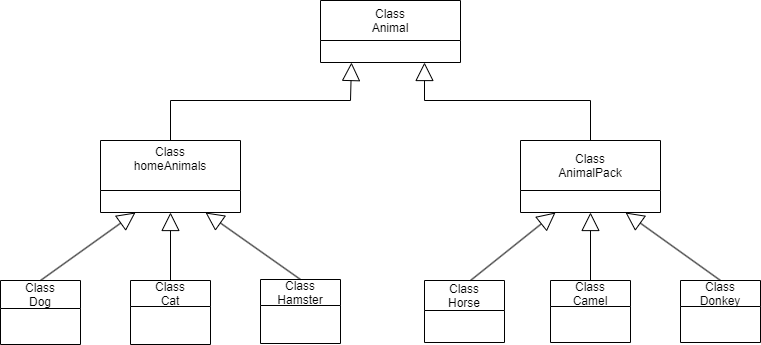 Class
Animal
Class
homeAnimals
Class
AnimalPack
Class
Dog
Class
Cat
Class
Hamster
Class
Horse
Class
Camel
Class
Donkey